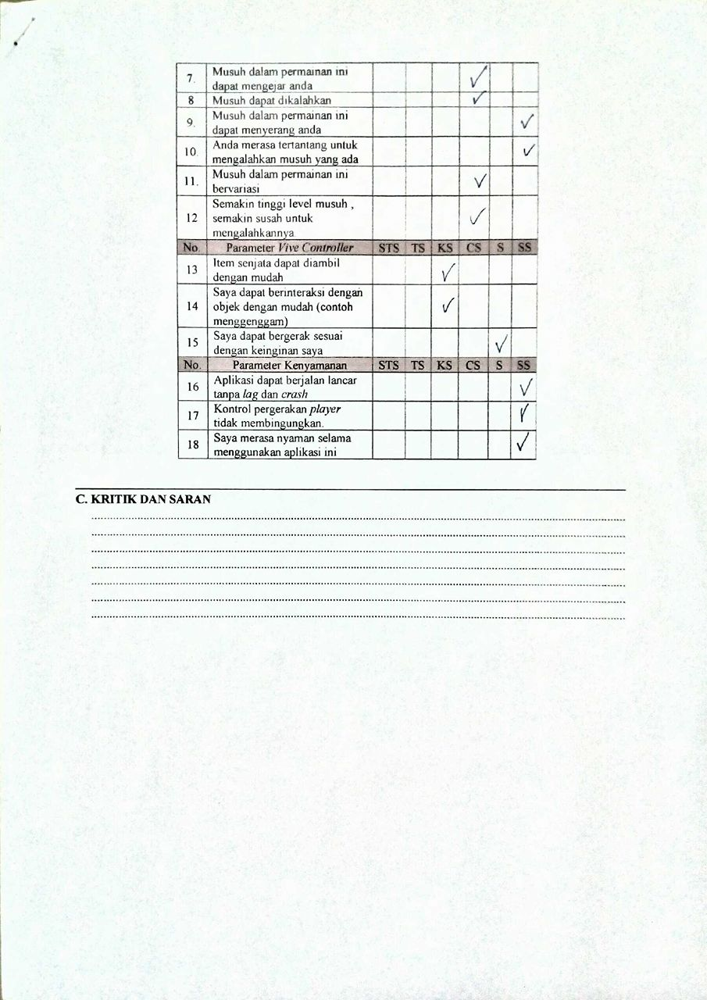 7. Musuh dalam permainan ini
dapat mengejar anda ✓
8 Musuh dapat dikalahkan ✓
9. Musuh dalam permainan ini
dapat menyerang anda ✓
10. Anda merasa tertantang untuk
mengalahkan musuh yang ada ✓
11. Musuh dalam permainan ini
bervariasi ✓
Semakin tinggi level musuh ,
12 semakin susah untuk ✓
mengalahkannya.
No. Parameter Vive Controller STS TS KS CS S SS
13 Item senjata dapat diambil
dengan mudah ✓
Saya dapat berinteraksi dengan
14 objek dengan mudah (contoh ✓
menggenggam)
15 Saya dapat bergerak sesuai
dengan keinginan saya ✓
No. Parameter Kenyamanan STS TS KS CS S SS
16 Aplikasi dapat berjalan lancar
tanpa lag dan crash ✓
17 Kontrol pergerakan player
tidak membingungkan. ✓
18 Saya merasa nyaman selama
menggunakan aplikasi ini ✓
C. KRITIK DAN SARAN